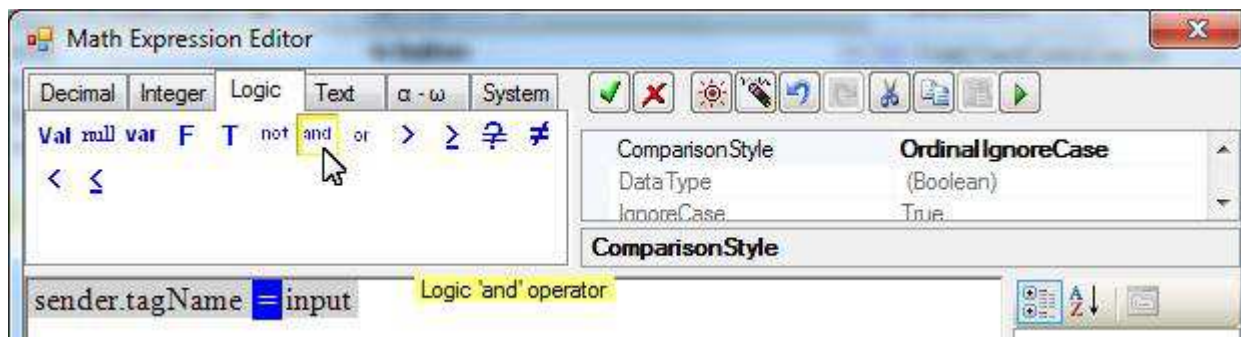 Math Expression Editor
Decimal Integer Logic Text α - ω System
Val null var F T not and or > ≥ =? ≠
< ≤
ComparisonStyle OrdinalIgnoreCase
DataType (Boolean)
IgnoreCase True
ComparisonStyle
Logic 'and' operator
sender.tagName = input